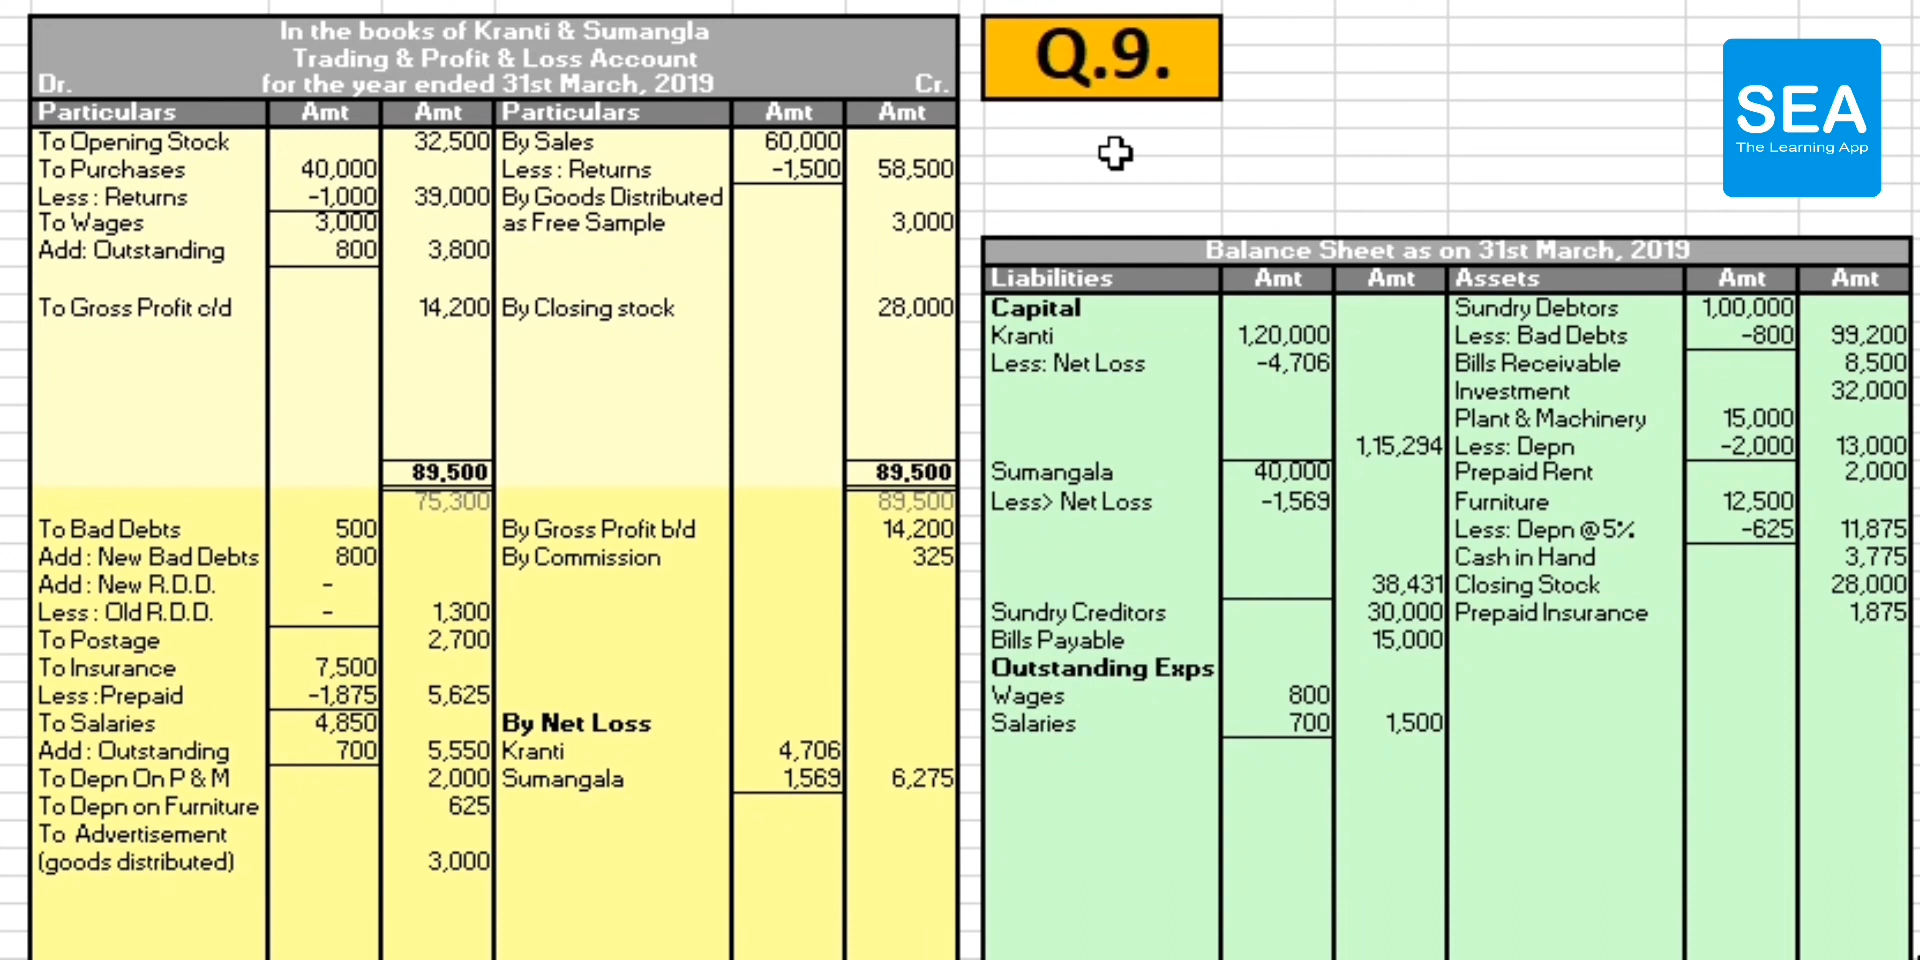 In the books of Kranti & Sumangla
Trading & Profit & Loss Account
Dr. for the year ended 31st March, 2019 Cr.
Particulars Amt Amt Particulars Amt Amt
To Opening Stock 32,500 By Sales 60,000
To Purchases 40,000 Less : Returns -1,500 58,500
Less : Returns -1,000 39,000 By Goods Distributed
To Wages 3,000 as Free Sample 3,000
Add: Outstanding 800 3,800
To Gross Profit c/d 14,200 By Closing stock 28,000
89,500 89,500
75,300 89,500
To Bad Debts 500 By Gross Profit b/d 14,200
Add : New Bad Debts 800 By Commission 325
Add : New R.D.D. -
Less : Old R.D.D. - 1,300
To Postage 2,700
To Insurance 7,500
Less :Prepaid -1,875 5,625
To Salaries 4,850 By Net Loss
Add : Outstanding 700 5,550 Kranti 4,706
To Depn On P & M 2,000 Sumangala 1,569 6,275
To Depn on Furniture 625
To Advertisement
(goods distributed) 3,000
Q.9.
SEA
The Learning App
Balance Sheet as on 31st March, 2019
Liabilities Amt Amt Assets Amt Amt
Capital Sundry Debtors 1,00,000
Kranti 1,20,000 Less: Bad Debts -800 99,200
Less: Net Loss -4,706 Bills Receivable 8,500
Investment 32,000
Plant & Machinery 15,000
1,15,294 Less: Depn -2,000 13,000
Sumangala 40,000 Prepaid Rent 2,000
Less> Net Loss -1,569 Furniture 12,500
Less: Depn @ 5% -625 11,875
Cash in Hand 3,775
38,431 Closing Stock 28,000
Sundry Creditors 30,000 Prepaid Insurance 1,875
Bills Payable 15,000
Outstanding Exps
Wages 800
Salaries 700 1,500